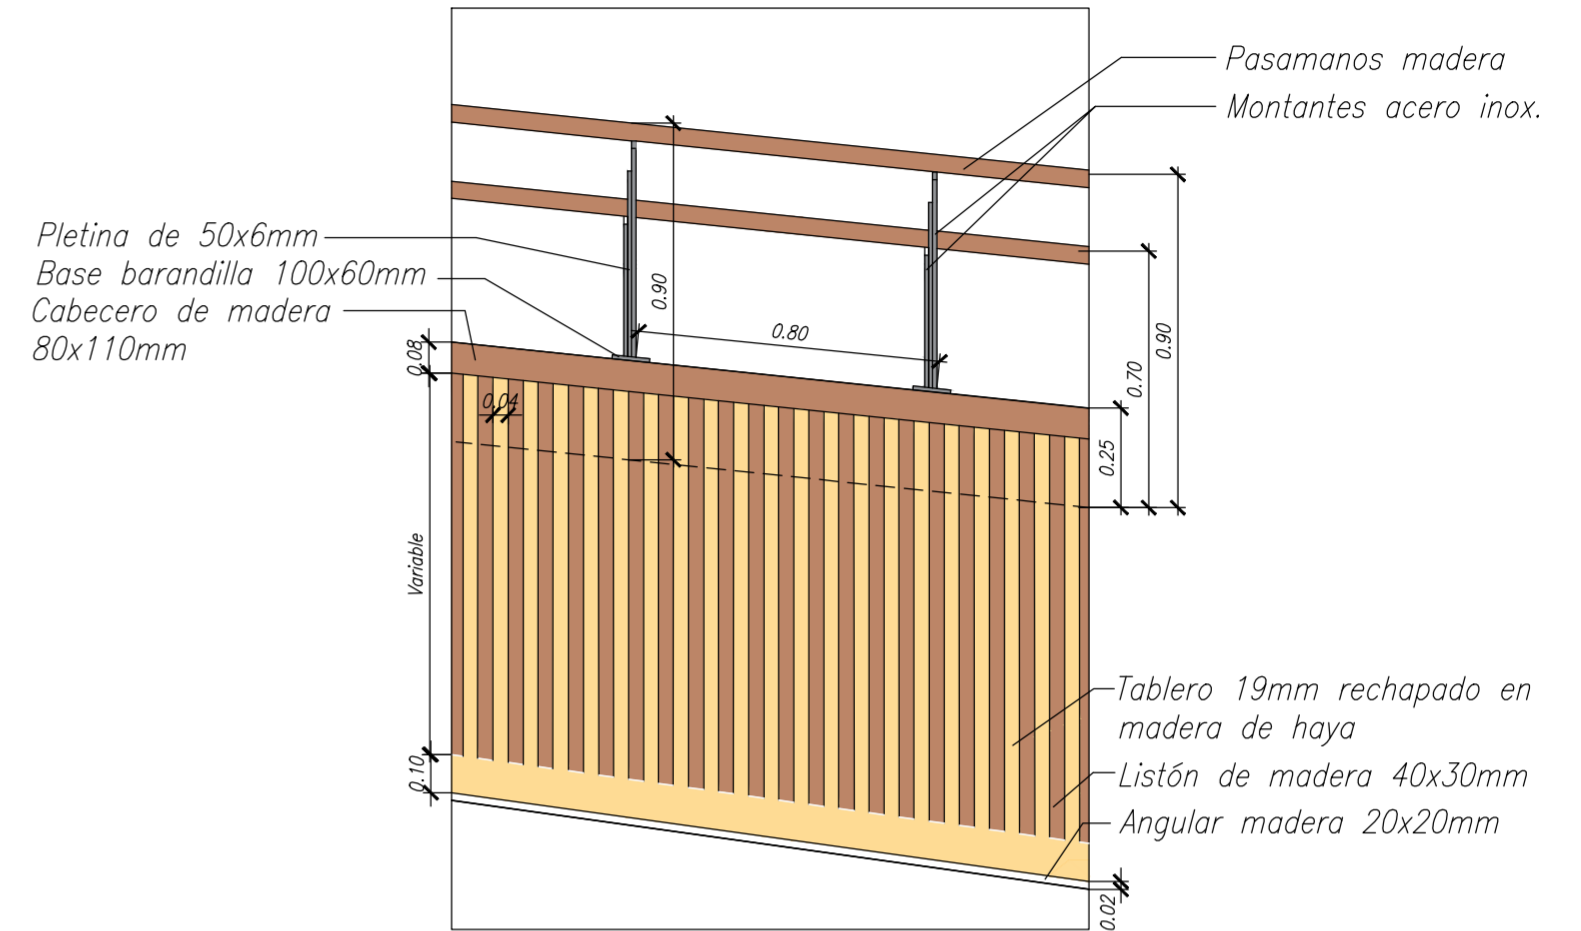 Pasamanos madera
Montantes acero inox.
Pletina de 50x6mm
Base barandilla 100x60mm
Cabecero de madera
80x110mm
0.90
0.80
0.90
0.70
0.25
0.08
0.04
Variable
0.10
Tablero 19mm rechapado en
madera de haya
Listón de madera 40x30mm
Angular madera 20x20mm
0.02